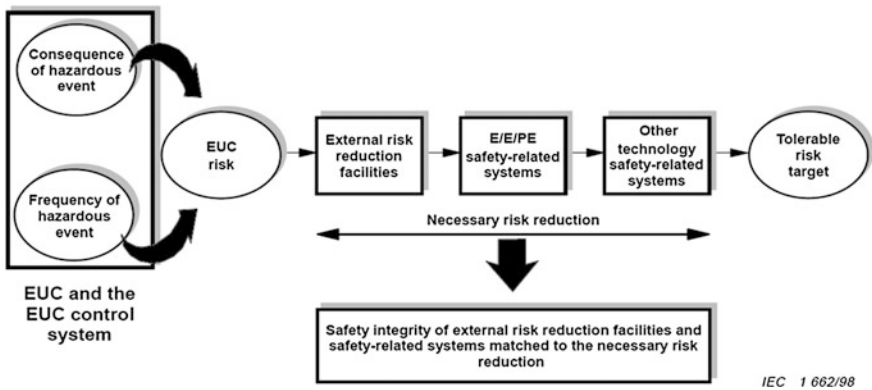 Consequence
of hazardous
event
Frequency of
hazardous
event
EUC and the
EUC control
system
EUC
risk
External risk
reduction
facilities
E/E/PE
safety-related
systems
Other
technology
safety-related
systems
Tolerable
risk
target
Necessary risk reduction
Safety integrity of external risk reduction facilities and
safety-related systems matched to the necessary risk
reduction
IEC 1 662/98